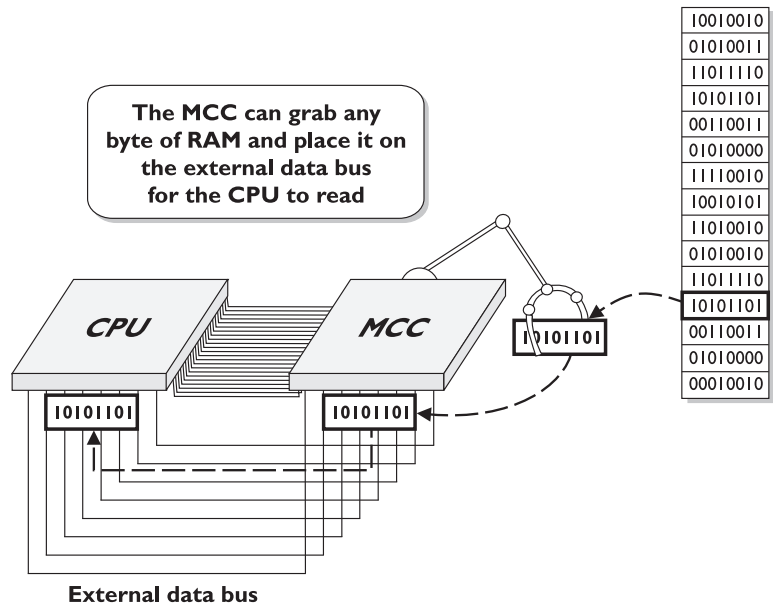 The MCC can grab any
byte of RAM and place it on
the external data bus
for the CPU to read
10010010
01010011
11011110
10101101
00110011
01010000
11110010
10010101
11010010
01010010
11011110
10101101
00110011
01010000
00010010
CPU
MCC
10101101
10101101
10101101
External data bus